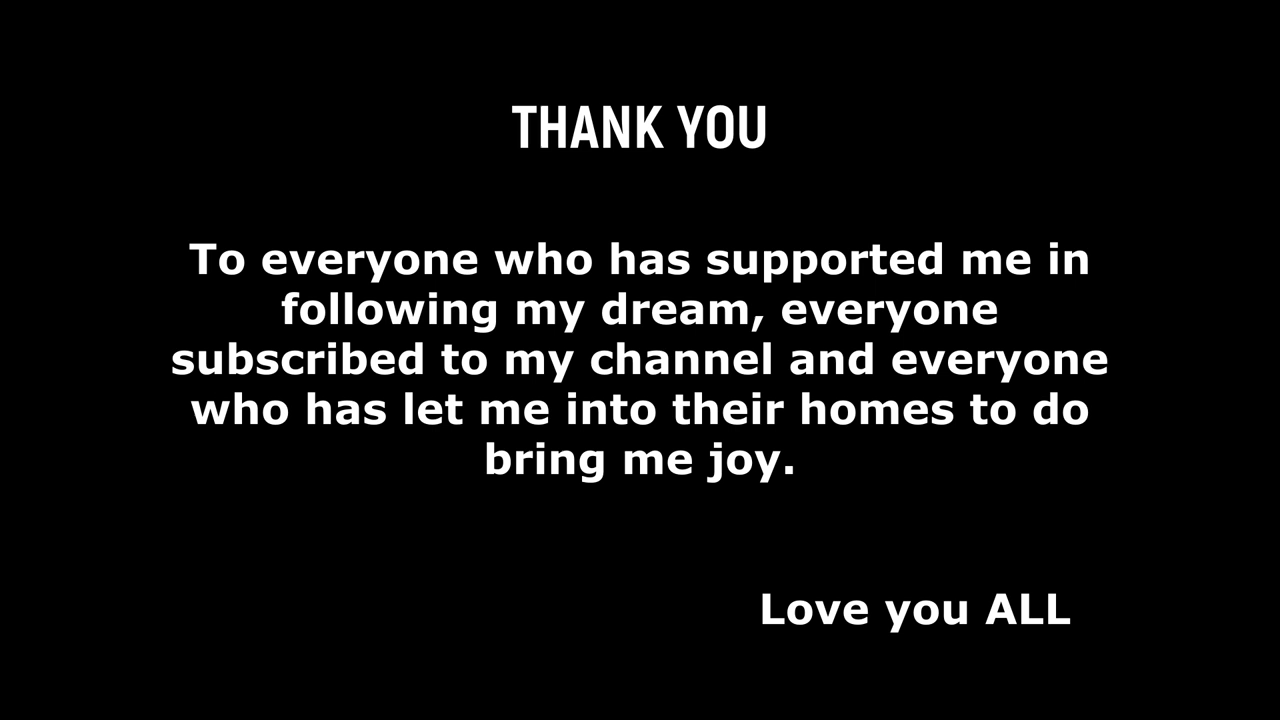 THANK YOU
To everyone who has supported me in
following my dream, everyone
subscribed to my channel and everyone
who has let me into their homes to do
bring me joy.
Love you ALL